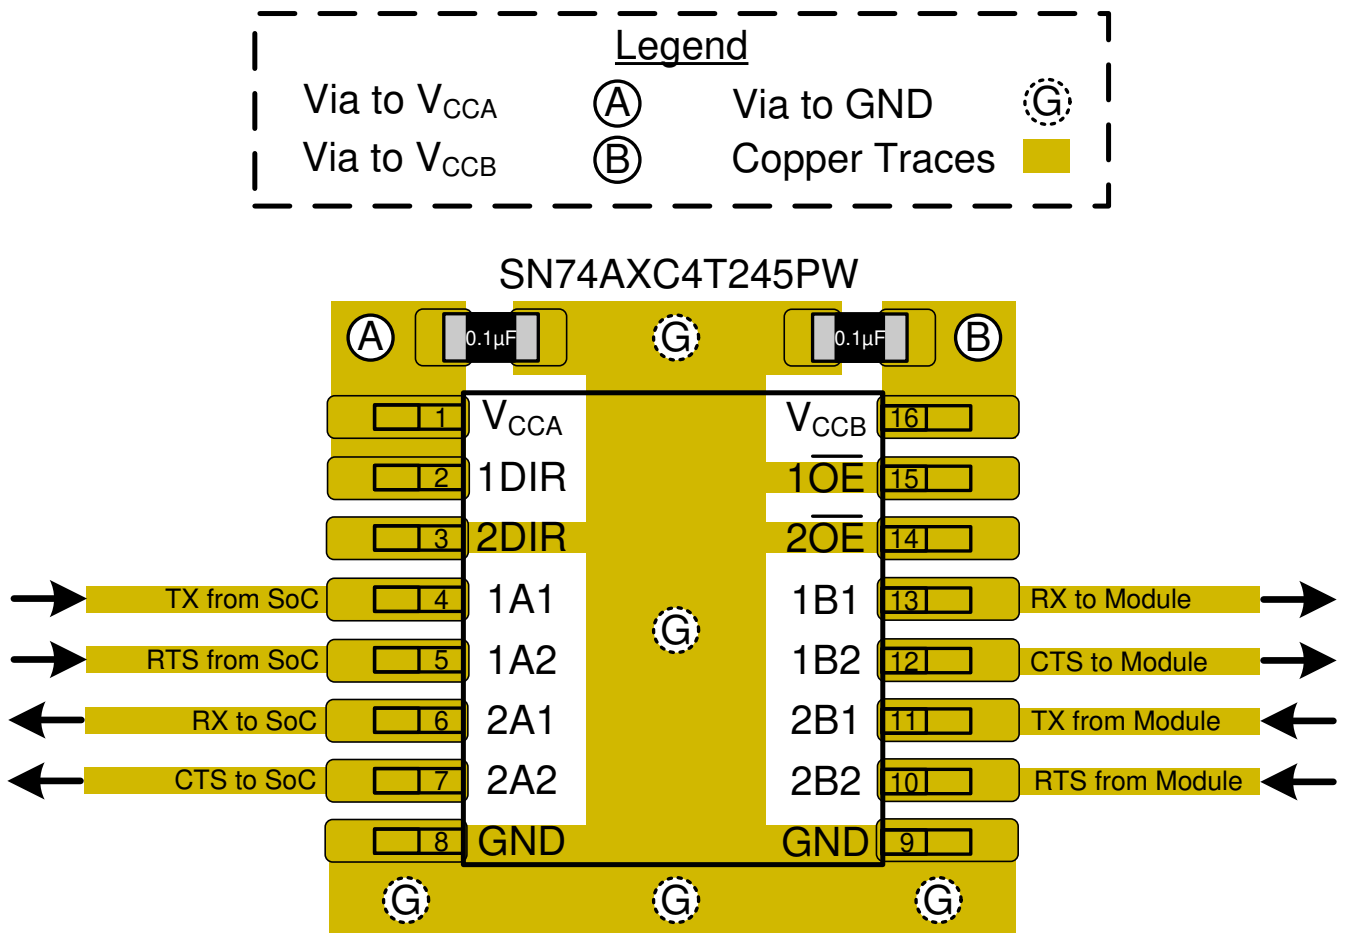 Legend
Via to VCCA A Via to GND G
Via to VCCB B Copper Traces
SN74AXC4T245PW
A 0.1µF G 0.1µF B
1 VCCA VCCB 16
2 1DIR 1OE 15
3 2DIR 2OE 14
TX from SoC 4 1A1 G 1B1 13 RX to Module
RTS from SoC 5 1A2 1B2 12 CTS to Module
RX to SoC 6 2A1 2B1 11 TX from Module
CTS to SoC 7 2A2 2B2 10 RTS from Module
8 GND GND 9
G G G